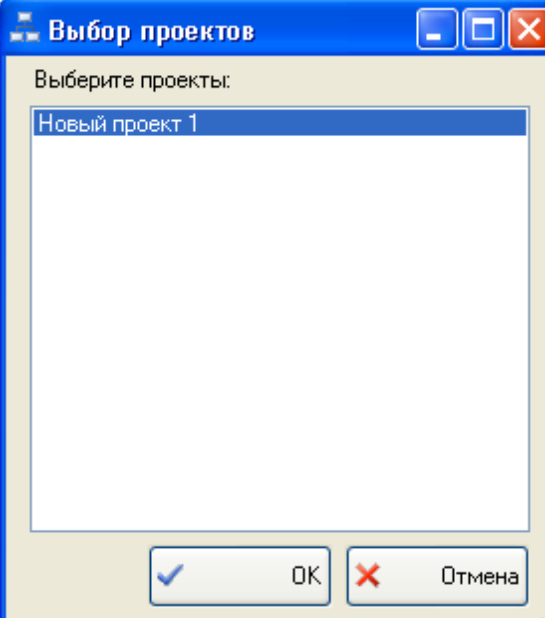 Выбор проектов
Выберите проекты:
Новый проект 1
OK
Отмена